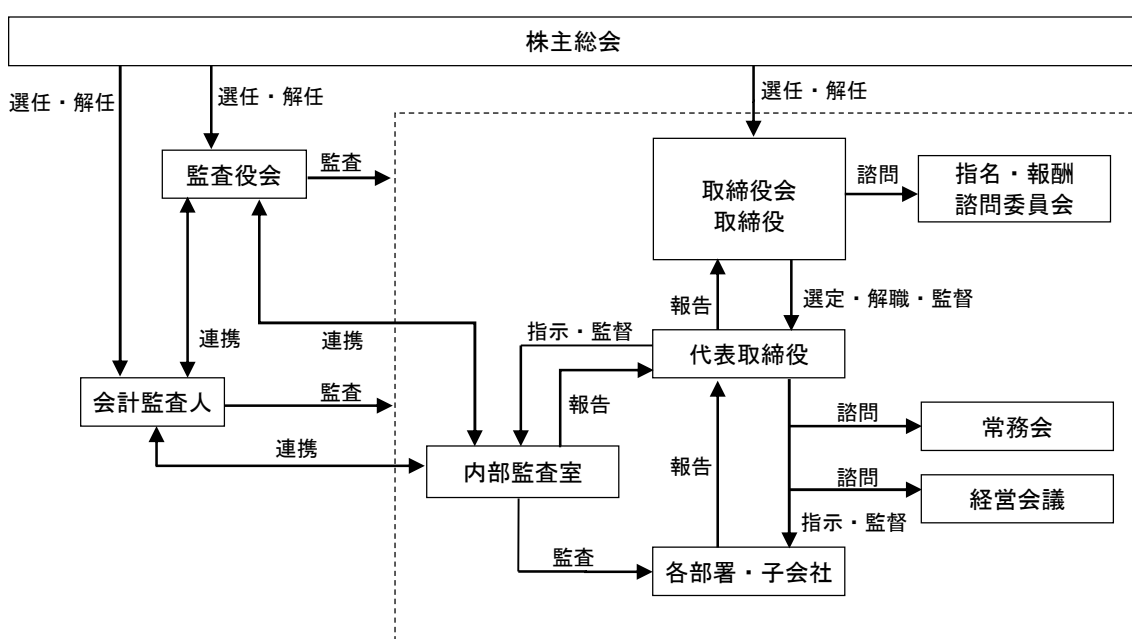 株主総会
選任・解任
選任・解任
選任・解任
監査役会
監査
取締役会
取締役
諮問
指名・報酬
諮問委員会
報告
選定・解職・監督
連携
連携
指示・監督
代表取締役
会計監査人
監査
報告
諮問
常務会
連携
内部監査室
報告
諮問
経営会議
指示・監督
監査
各部署・子会社